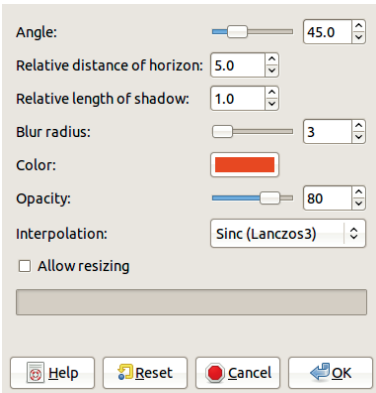 Angle: 45.0
Relative distance of horizon: 5.0
Relative length of shadow: 1.0
Blur radius: 3
Color:
Opacity: 80
Interpolation: Sinc (Lanczos3)
Allow resizing
Help Reset Cancel OK